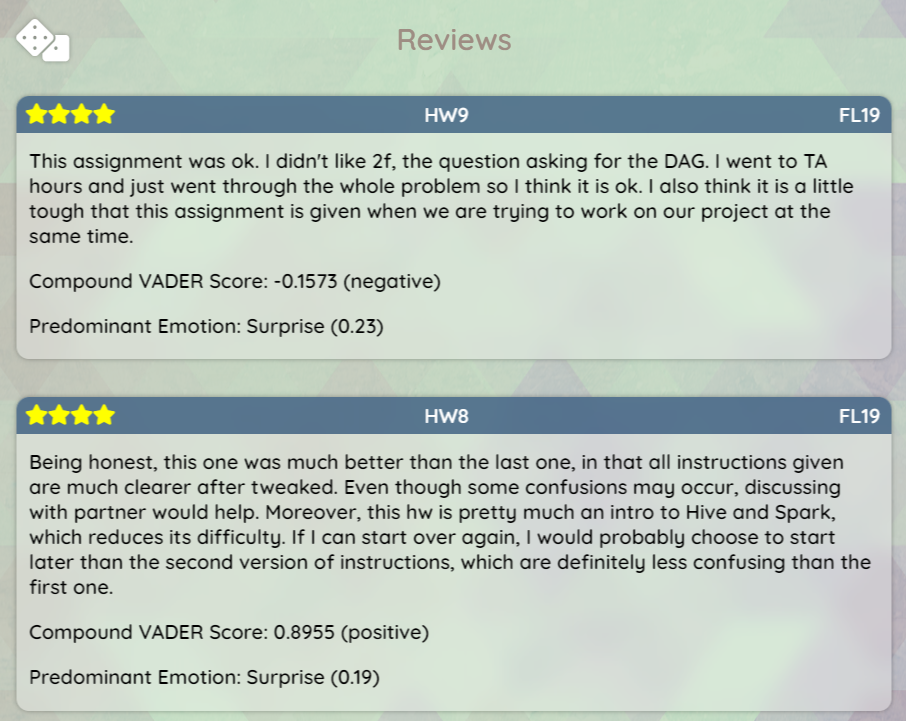 Reviews
HW9 FL19
This assignment was ok. I didn't like 2f, the question asking for the DAG. I went to TA
hours and just went through the whole problem so I think it is ok. I also think it is a little
tough that this assignment is given when we are trying to work on our project at the
same time.
Compound VADER Score: -0.1573 (negative)
Predominant Emotion: Surprise (0.23)
HW8 FL19
Being honest, this one was much better than the last one, in that all instructions given
are much clearer after tweaked. Even though some confusions may occur, discussing
with partner would help. Moreover, this hw is pretty much an intro to Hive and Spark,
which reduces its difficulty. If I can start over again, I would probably choose to start
later than the second version of instructions, which are definitely less confusing than the
first one.
Compound VADER Score: 0.8955 (positive)
Predominant Emotion: Surprise (0.19)